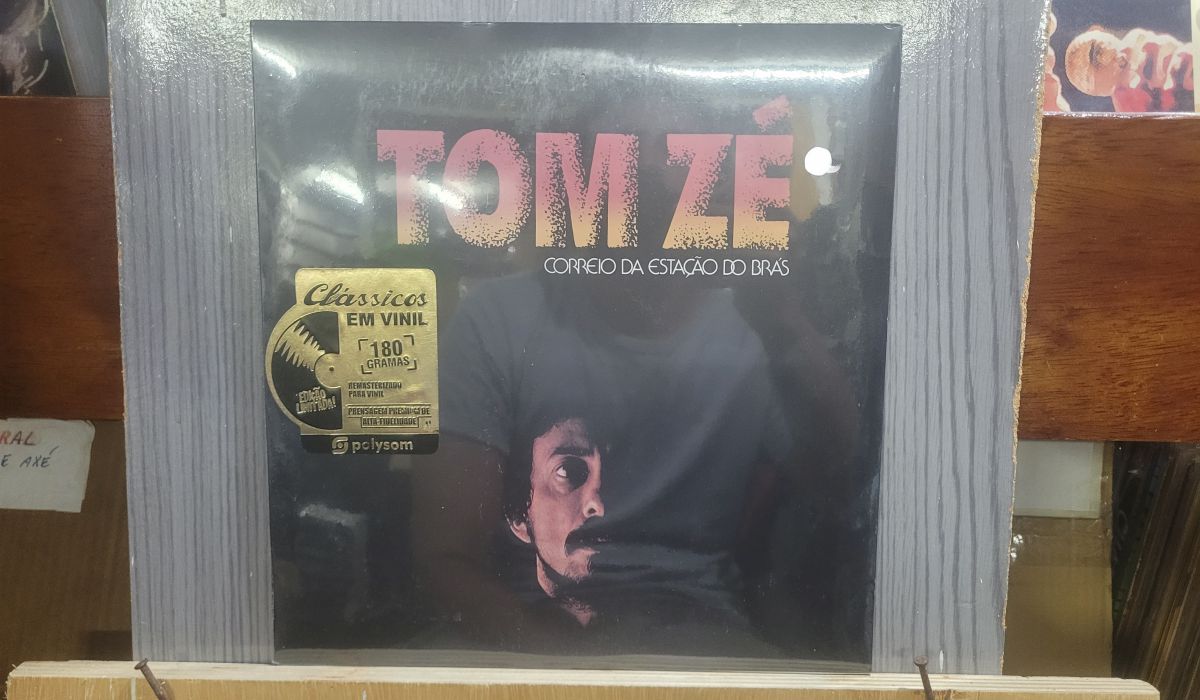 TOM ZÉ
CORREIO DA ESTAÇÃO DO BRÁS
Clássicos
EM VINIL
180
GRAMAS
EDIÇÃO
LIMITADA!
REMASTERIZADO
PARA VINIL
PRENSAGEM PREMIUM DE
ALTA-FIDELIDADE
polysom
RAL
E AXÉ